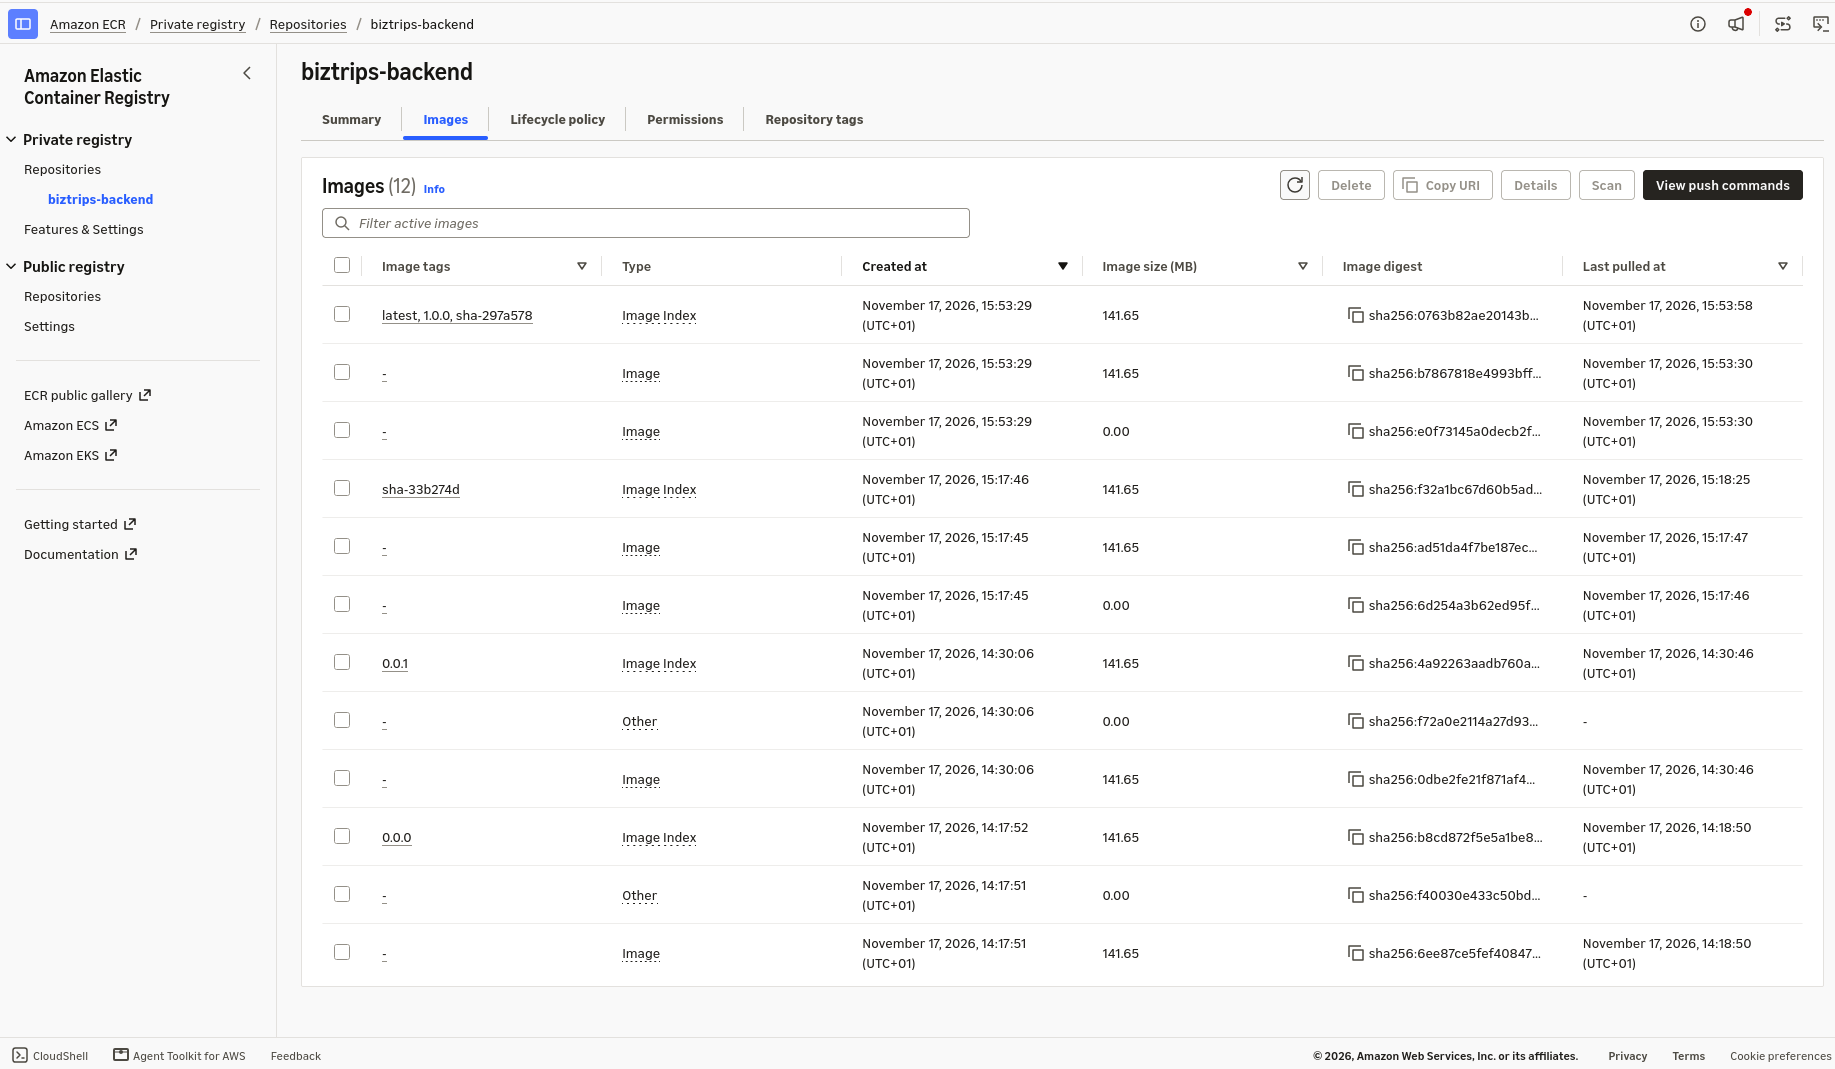 Amazon ECR / Private registry / Repositories / biztrips-backend
Amazon Elastic
Container Registry
Private registry
Repositories
biztrips-backend
Features & Settings
Public registry
Repositories
Settings
ECR public gallery
Amazon ECS
Amazon EKS
Getting started
Documentation
biztrips-backend
Summary Images Lifecycle policy Permissions Repository tags
Images (12) Info
Delete Copy URI Details Scan View push commands
Filter active images
Image tags Type Created at Image size (MB) Image digest Last pulled at
latest, 1.0.0, sha-297a578 Image Index November 17, 2026, 15:53:29 (UTC+01) 141.65 sha256:0763b82ae20143b... November 17, 2026, 15:53:58 (UTC+01)
- Image November 17, 2026, 15:53:29 (UTC+01) 141.65 sha256:b7867818e4993bff... November 17, 2026, 15:53:30 (UTC+01)
- Image November 17, 2026, 15:53:29 (UTC+01) 0.00 sha256:e0f73145a0decb2f... November 17, 2026, 15:53:30 (UTC+01)
sha-33b274d Image Index November 17, 2026, 15:17:46 (UTC+01) 141.65 sha256:f32a1bc67d60b5ad... November 17, 2026, 15:18:25 (UTC+01)
- Image November 17, 2026, 15:17:45 (UTC+01) 141.65 sha256:ad51da4f7be187ec... November 17, 2026, 15:17:47 (UTC+01)
- Image November 17, 2026, 15:17:45 (UTC+01) 0.00 sha256:6d254a3b62ed95f... November 17, 2026, 15:17:46 (UTC+01)
0.0.1 Image Index November 17, 2026, 14:30:06 (UTC+01) 141.65 sha256:4a92263aadb760a... November 17, 2026, 14:30:46 (UTC+01)
- Other November 17, 2026, 14:30:06 (UTC+01) 0.00 sha256:f72a0e2114a27d93... -
- Image November 17, 2026, 14:30:06 (UTC+01) 141.65 sha256:0dbe2fe21f871af4... November 17, 2026, 14:30:46 (UTC+01)
0.0.0 Image Index November 17, 2026, 14:17:52 (UTC+01) 141.65 sha256:b8cd872f5e5a1be8... November 17, 2026, 14:18:50 (UTC+01)
- Other November 17, 2026, 14:17:51 (UTC+01) 0.00 sha256:f40030e433c50bd... -
- Image November 17, 2026, 14:17:51 (UTC+01) 141.65 sha256:6ee87ce5fef40847... November 17, 2026, 14:18:50 (UTC+01)
CloudShell Agent Toolkit for AWS Feedback © 2026, Amazon Web Services, Inc. or its affiliates. Privacy Terms Cookie preferences